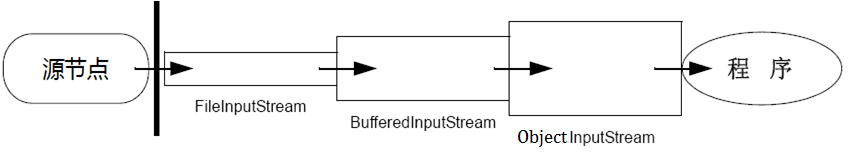 源节点
程 序
FileInputStream
BufferedInputStream
Object InputStream